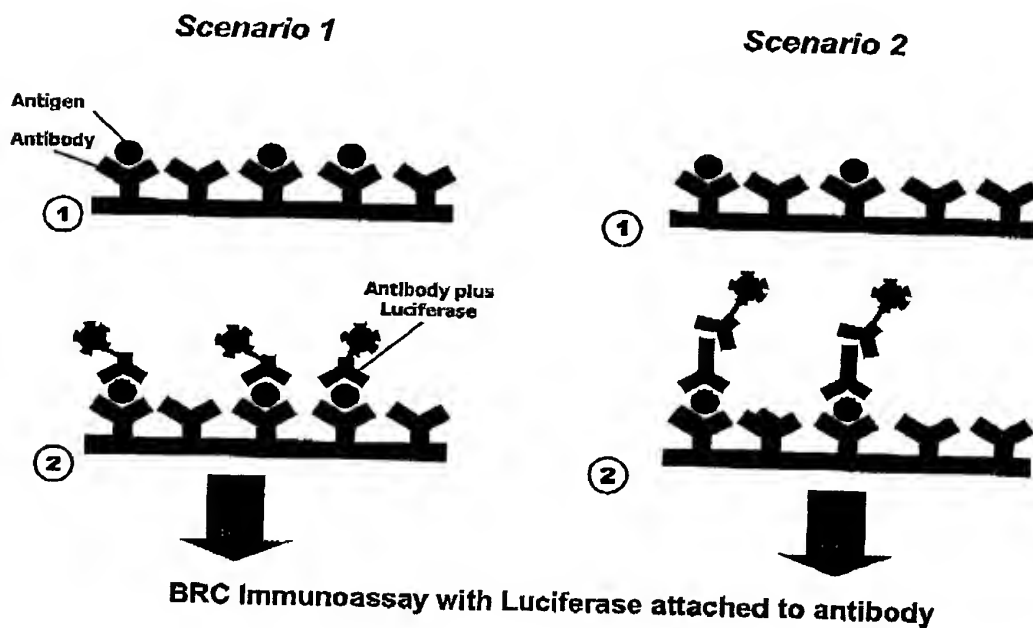 Scenario 1
Scenario 2
Antigen
Antibody
1
1
Antibody plus
Luciferase
2
2
BRC Immunoassay with Luciferase attached to antibody